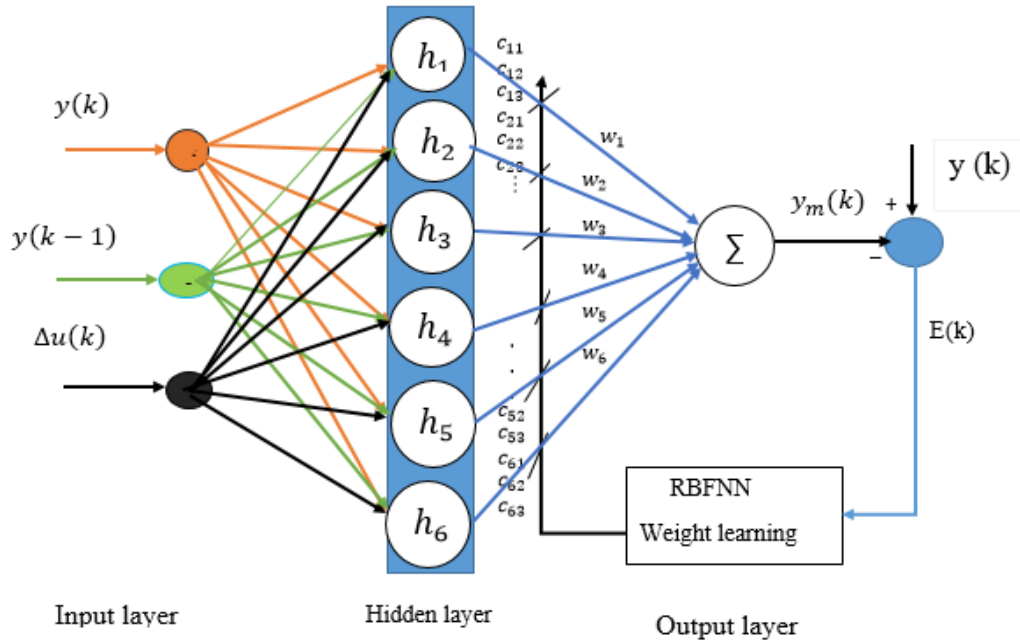 y(k)
y(k − 1)
Δu(k)
h₁
h₂
h₃
h₄
h₅
h₆
c₁₁
c₁₂
c₁₃
c₂₁
c₂₂
c₂₃
⋮
.
.
.
c₅₂
c₅₃
c₆₁
c₆₂
c₆₃
w₁
w₂
w₃
w₄
w₅
w₆
Σ
yₘ(k)
+
−
y (k)
E(k)
RBFNN
Weight learning
Input layer
Hidden layer
Output layer